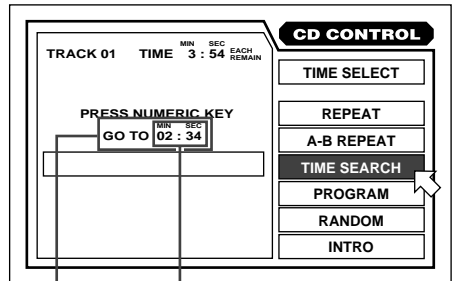 CD CONTROL
MIN SEC
TRACK 01 TIME 3 : 54 EACH REMAIN
PRESS NUMERIC KEY
MIN SEC
GO TO 02 : 34
TIME SELECT
REPEAT
A-B REPEAT
TIME SEARCH
PROGRAM
RANDOM
INTRO